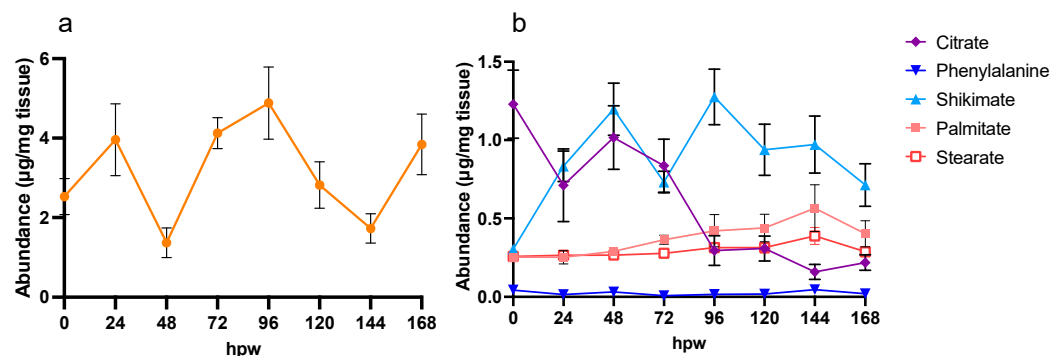 a
Abundance (µg/mg tissue)
6
4
2
0
0 24 48 72 96 120 144 168
hpw
b
Abundance (µg/mg tissue)
1.5
1.0
0.5
0.0
0 24 48 72 96 120 144 168
hpw
Citrate
Phenylalanine
Shikimate
Palmitate
Stearate